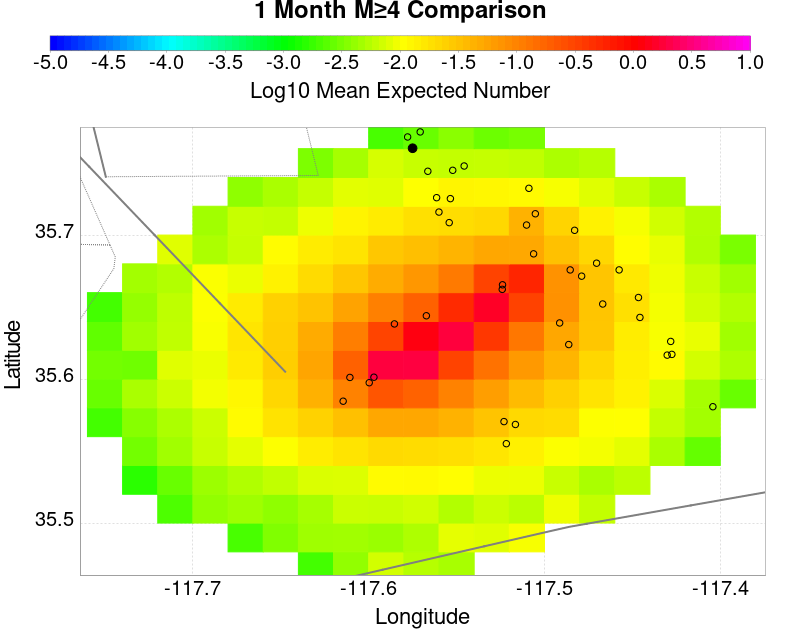 1 Month M≥4 Comparison
-5.0 -4.5 -4.0 -3.5 -3.0 -2.5 -2.0 -1.5 -1.0 -0.5 0.0 0.5 1.0
Log10 Mean Expected Number
35.7
35.6
35.5
Latitude
-117.7 -117.6 -117.5 -117.4
Longitude